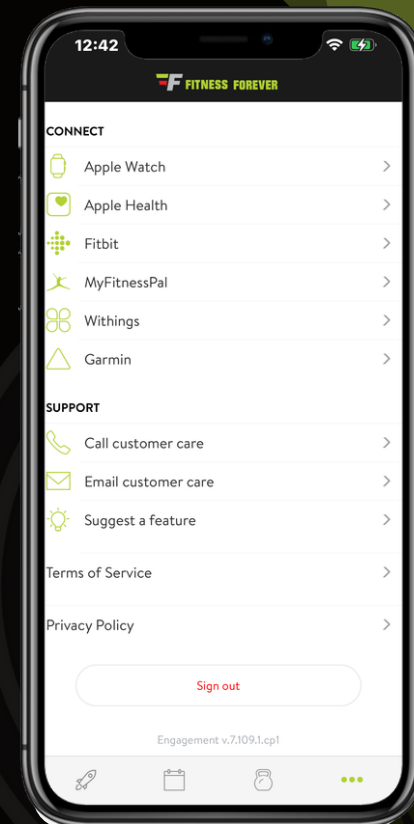 12:42
FITNESS FOREVER
CONNECT
Apple Watch
Apple Health
Fitbit
MyFitnessPal
Withings
Garmin
SUPPORT
Call customer care
Email customer care
Suggest a feature
Terms of Service
Privacy Policy
Sign out
Engagement v.7.109.1.cp1